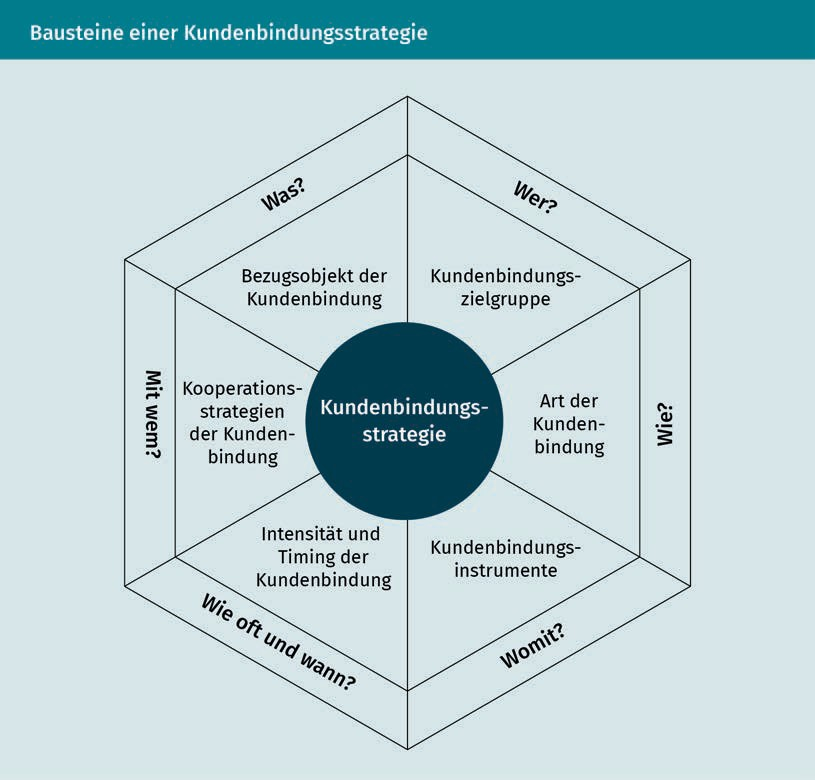 Bausteine einer Kundenbindungsstrategie
Was?
Bezugsobjekt der
Kundenbindung
Wer?
Kundenbindungs-
zielgruppe
Wie?
Art der
Kunden-
bindung
Womit?
Kundenbindungs-
instrumente
Wie oft und wann?
Intensität und
Timing der
Kundenbindung
Mit wem?
Kooperations-
strategien
der Kunden-
bindung
Kundenbindungs-
strategie